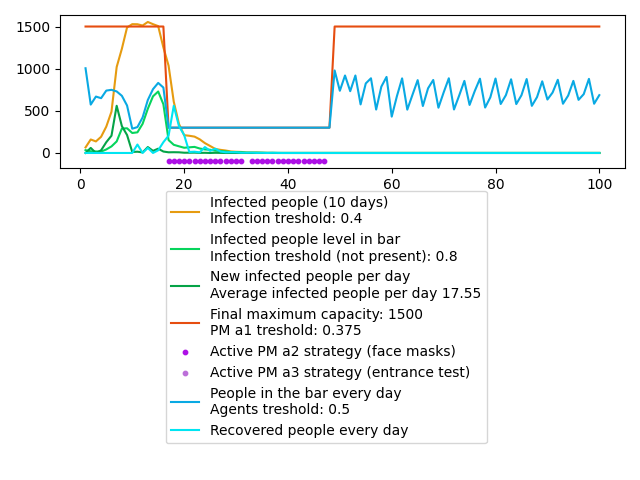 1500
1000
500
0
0
20
40
60
80
100
Infected people (10 days)
Infection treshold: 0.4
Infected people level in bar
Infection treshold (not present): 0.8
New infected people per day
Average infected people per day 17.55
Final maximum capacity: 1500
PM a1 treshold: 0.375
Active PM a2 strategy (face masks)
Active PM a3 strategy (entrance test)
People in the bar every day
Agents treshold: 0.5
Recovered people every day